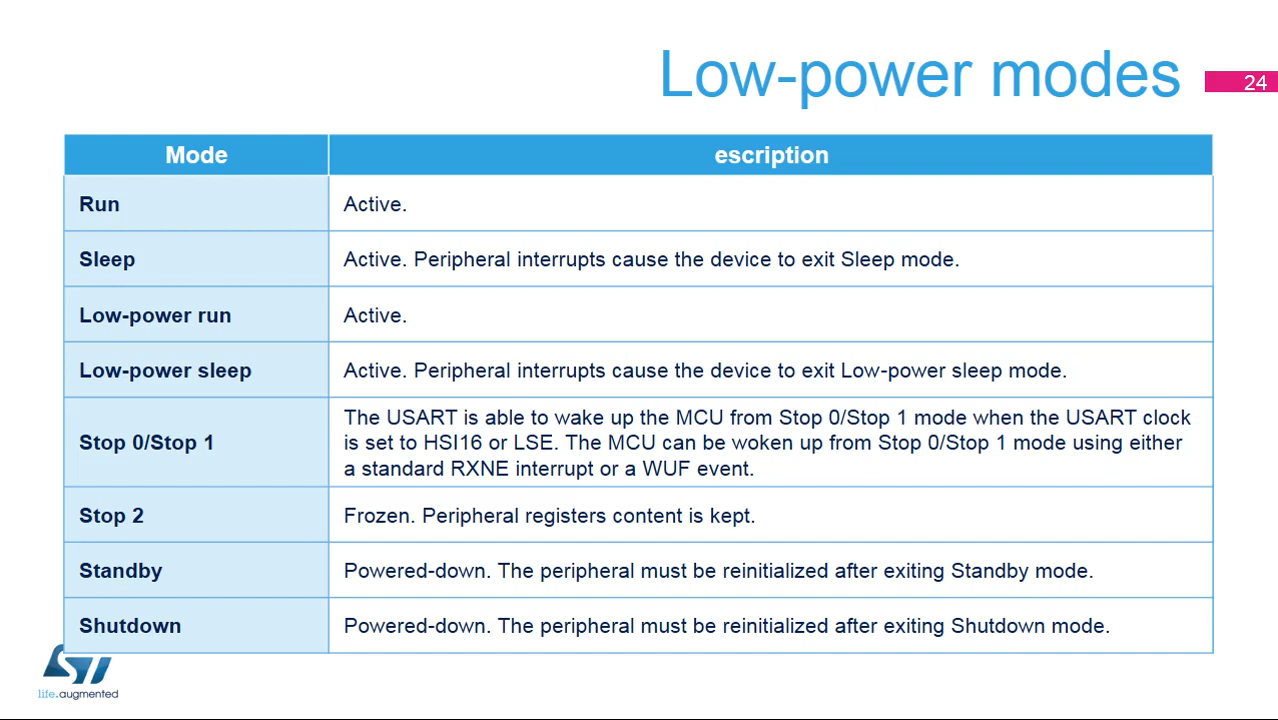 Low-power modes
24
Mode escription
Run Active.
Sleep Active. Peripheral interrupts cause the device to exit Sleep mode.
Low-power run Active.
Low-power sleep Active. Peripheral interrupts cause the device to exit Low-power sleep mode.
Stop 0/Stop 1 The USART is able to wake up the MCU from Stop 0/Stop 1 mode when the USART clock
is set to HSI16 or LSE. The MCU can be woken up from Stop 0/Stop 1 mode using either
a standard RXNE interrupt or a WUF event.
Stop 2 Frozen. Peripheral registers content is kept.
Standby Powered-down. The peripheral must be reinitialized after exiting Standby mode.
Shutdown Powered-down. The peripheral must be reinitialized after exiting Shutdown mode.
ST
life.augmented